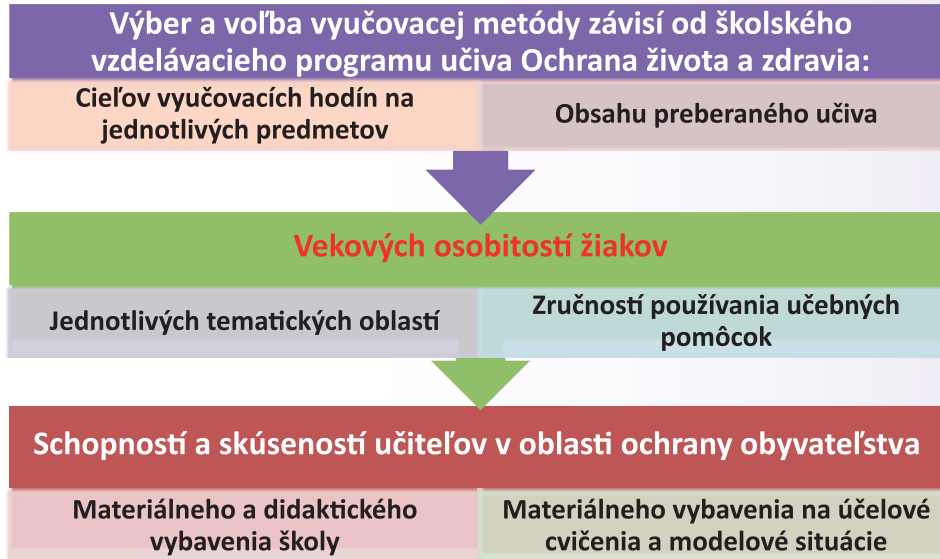 Výber a voľba vyučovacej metódy závisí od školského
vzdelávacieho programu učiva Ochrana života a zdravia:
Cieľov vyučovacích hodín na
jednotlivých predmetov
Obsahu preberaného učiva
Vekových osobitostí žiakov
Jednotlivých tematických oblastí
Zručností používania učebných
pomôcok
Schopností a skúseností učiteľov v oblasti ochrany obyvateľstva
Materiálneho a didaktického
vybavenia školy
Materiálneho vybavenia na účelové
cvičenia a modelové situácie